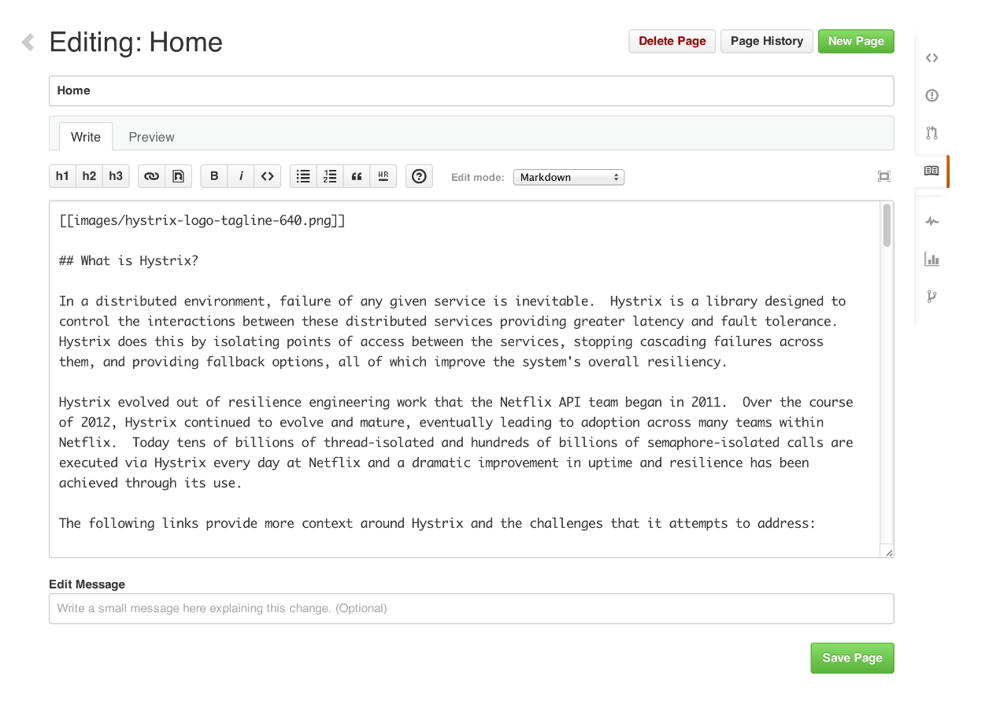 Editing: Home
Delete Page
Page History
New Page
Home
Write
Preview
h1 h2 h3
B i
HR
Edit mode: Markdown
[[images/hystrix-logo-tagline-640.png]]
## What is Hystrix?
In a distributed environment, failure of any given service is inevitable.  Hystrix is a library designed to
control the interactions between these distributed services providing greater latency and fault tolerance.
Hystrix does this by isolating points of access between the services, stopping cascading failures across
them, and providing fallback options, all of which improve the system's overall resiliency.
Hystrix evolved out of resilience engineering work that the Netflix API team began in 2011.  Over the course
of 2012, Hystrix continued to evolve and mature, eventually leading to adoption across many teams within
Netflix.  Today tens of billions of thread-isolated and hundreds of billions of semaphore-isolated calls are
executed via Hystrix every day at Netflix and a dramatic improvement in uptime and resilience has been
achieved through its use.
The following links provide more context around Hystrix and the challenges that it attempts to address:
Edit Message
Write a small message here explaining this change. (Optional)
Save Page